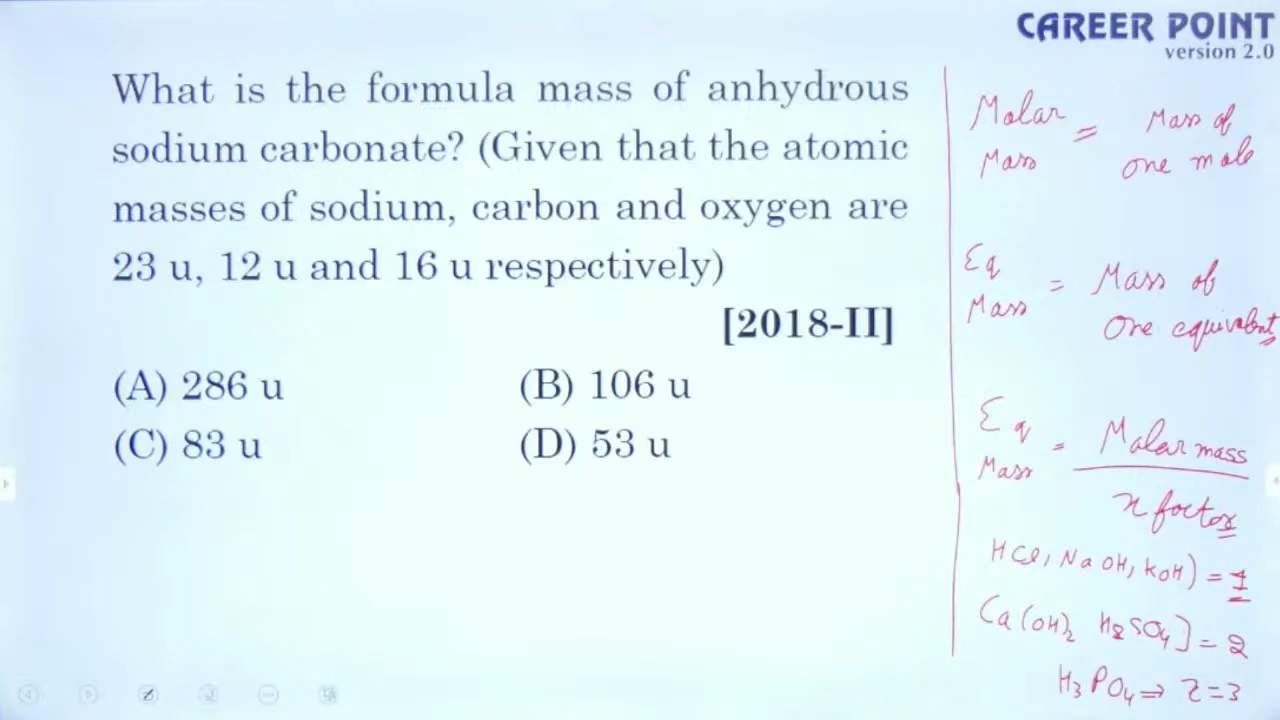 CAREER POINT
version 2.0
What is the formula mass of anhydrous
sodium carbonate? (Given that the atomic
masses of sodium, carbon and oxygen are
23 u, 12 u and 16 u respectively)
[2018-II]
(A) 286 u (B) 106 u
(C) 83 u (D) 53 u
Molar Mass = Mass of
one mole
Eq Mass = Mass of
One equivalent
Eq Mass = Molar mass
n factor
HCl, NaOH, KOH) = 1
Ca(OH)2 H2SO4] = 2
H3PO4 ⇒ z = 3